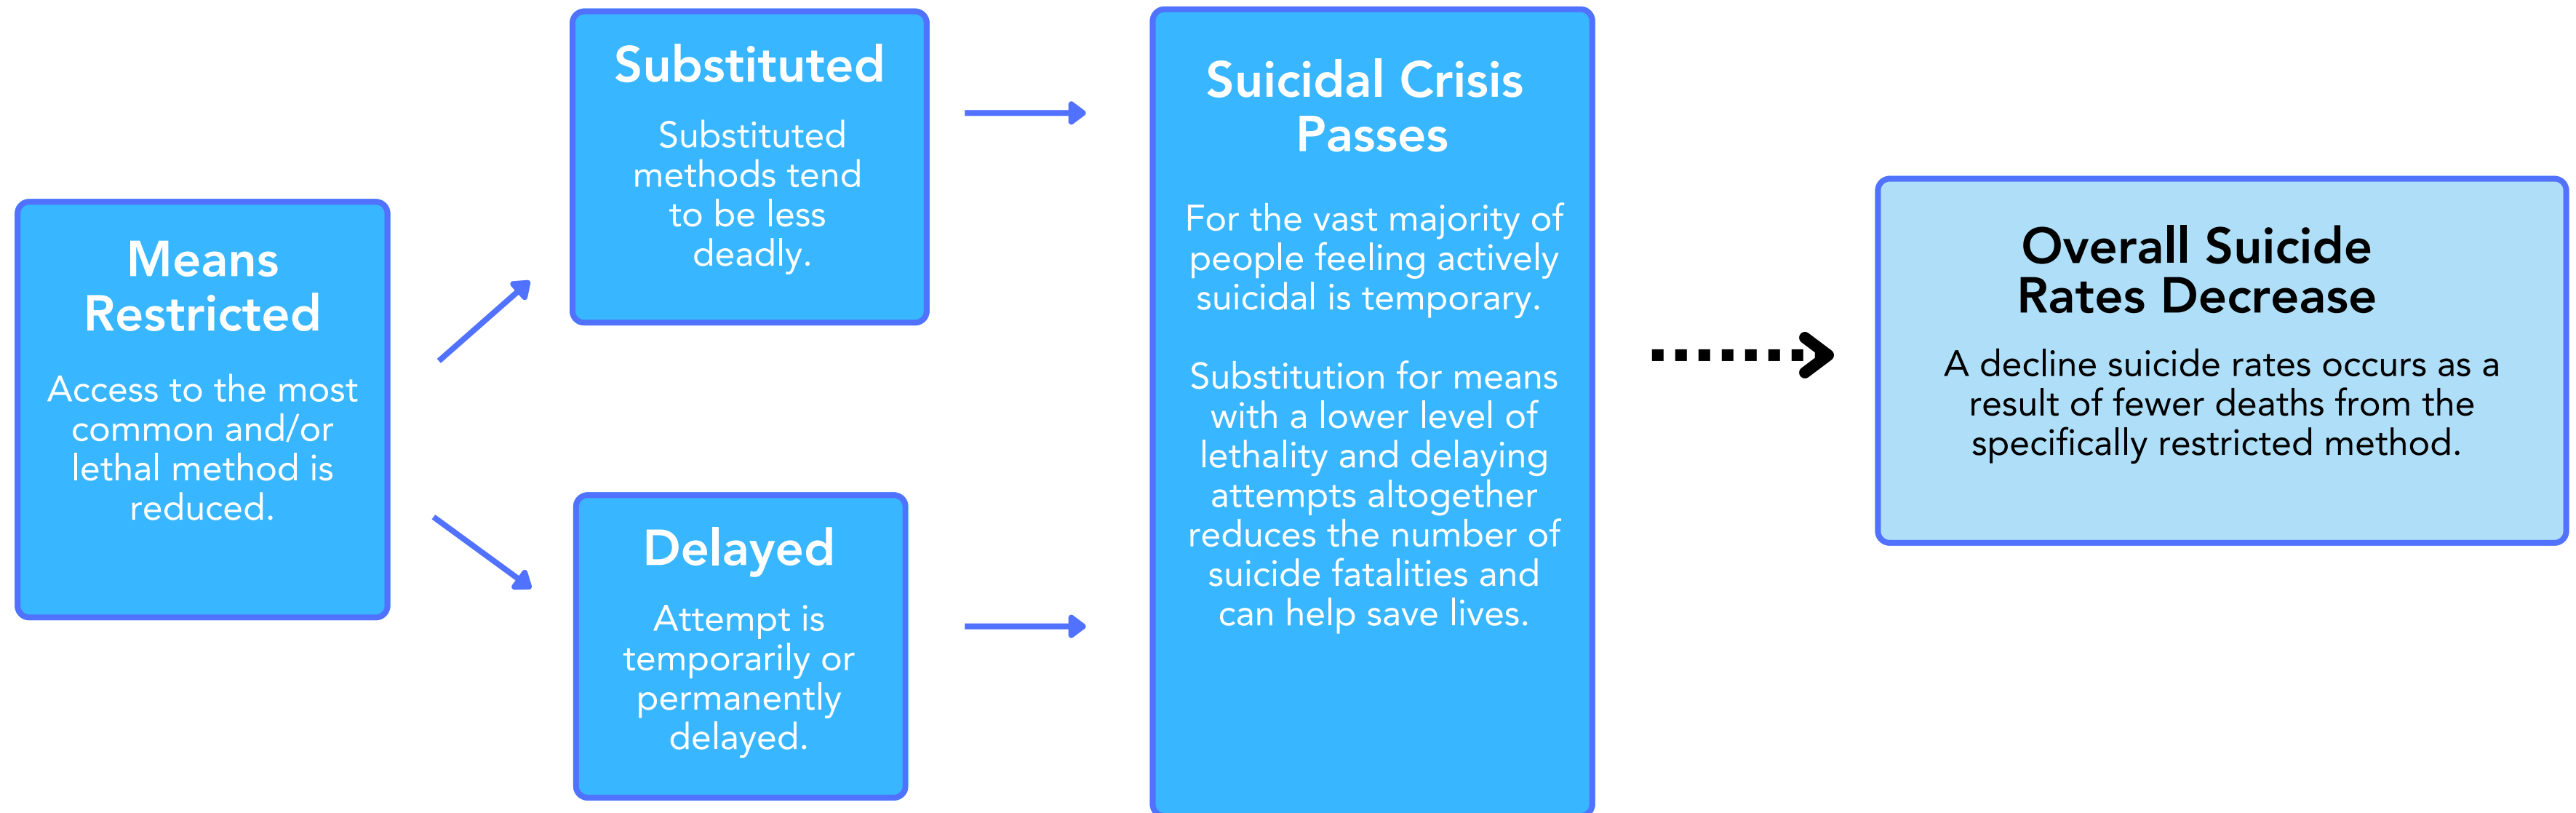 Means
Restricted
Access to the most
common and/or
lethal method is
reduced.
Substituted
Substituted
methods tend
to be less
deadly.
Delayed
Attempt is
temporarily or
permanently
delayed.
Suicidal Crisis
Passes
For the vast majority of
people feeling actively
suicidal is temporary.
Substitution for means
with a lower level of
lethality and delaying
attempts altogether
reduces the number of
suicide fatalities and
can help save lives.
Overall Suicide
Rates Decrease
A decline suicide rates occurs as a
result of fewer deaths from the
specifically restricted method.